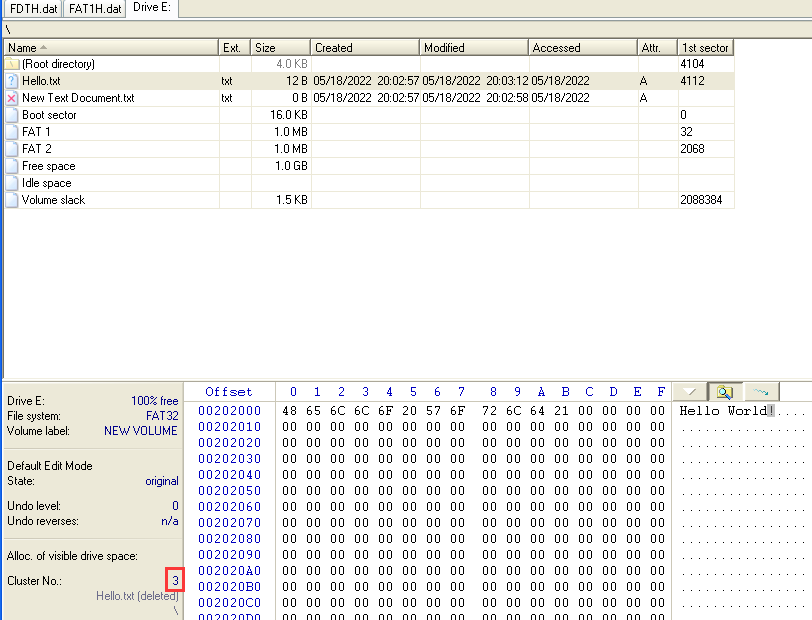 FDTH.dat FAT1H.dat Drive E:
\
Name Ext. Size Created Modified Accessed Attr. 1st sector
(Root directory) 4.0 KB 4104
Hello.txt txt 12 B 05/18/2022 20:02:57 05/18/2022 20:03:12 05/18/2022 A 4112
New Text Document.txt txt 0 B 05/18/2022 20:02:57 05/18/2022 20:02:58 05/18/2022 A
Boot sector 16.0 KB 0
FAT 1 1.0 MB 32
FAT 2 1.0 MB 2068
Free space 1.0 GB
Idle space
Volume slack 1.5 KB 2088384
Drive E: 100% free
File system: FAT32
Volume label: NEW VOLUME
Default Edit Mode
State: original
Undo level: 0
Undo reverses: n/a
Alloc. of visible drive space:
Cluster No.: 3
Hello.txt (deleted)
\
Offset 0 1 2 3 4 5 6 7 8 9 A B C D E F
00202000 48 65 6C 6C 6F 20 57 6F 72 6C 64 21 00 00 00 00 Hello World!....
00202010 00 00 00 00 00 00 00 00 00 00 00 00 00 00 00 00 ................
00202020 00 00 00 00 00 00 00 00 00 00 00 00 00 00 00 00 ................
00202030 00 00 00 00 00 00 00 00 00 00 00 00 00 00 00 00 ................
00202040 00 00 00 00 00 00 00 00 00 00 00 00 00 00 00 00 ................
00202050 00 00 00 00 00 00 00 00 00 00 00 00 00 00 00 00 ................
00202060 00 00 00 00 00 00 00 00 00 00 00 00 00 00 00 00 ................
00202070 00 00 00 00 00 00 00 00 00 00 00 00 00 00 00 00 ................
00202080 00 00 00 00 00 00 00 00 00 00 00 00 00 00 00 00 ................
00202090 00 00 00 00 00 00 00 00 00 00 00 00 00 00 00 00 ................
002020A0 00 00 00 00 00 00 00 00 00 00 00 00 00 00 00 00 ................
002020B0 00 00 00 00 00 00 00 00 00 00 00 00 00 00 00 00 ................
002020C0 00 00 00 00 00 00 00 00 00 00 00 00 00 00 00 00 ................
002020D0 00 00 00 00 00 00 00 00 00 00 00 00 00 00 00 00 ................